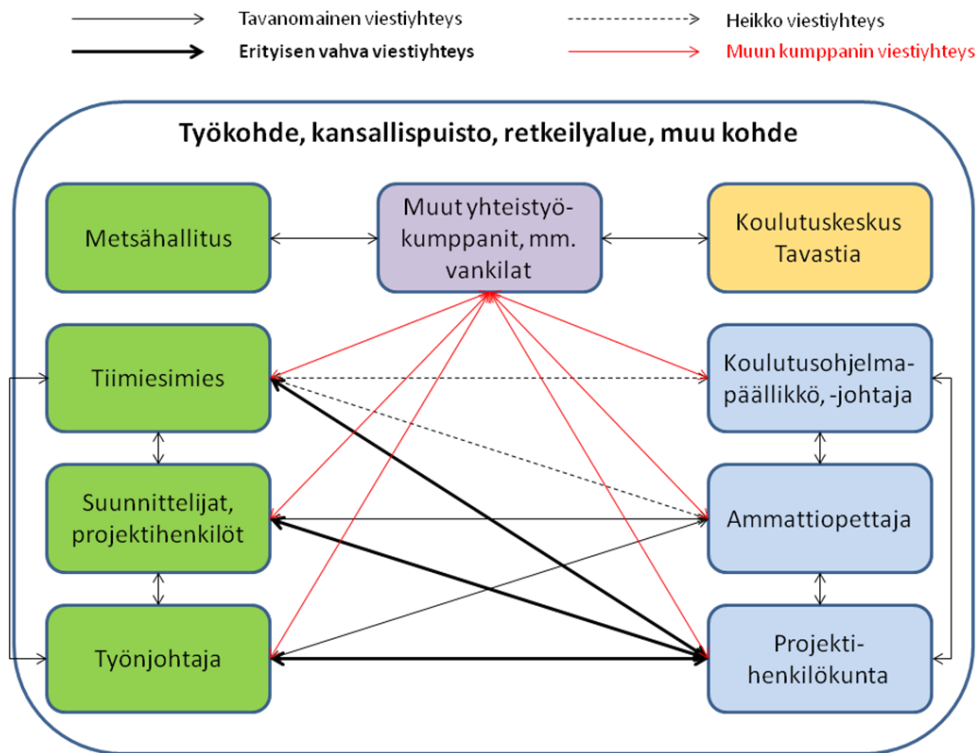 Tavanomainen viestiyhteys
Heikko viestiyhteys
Erityisen vahva viestiyhteys
Muun kumppanin viestiyhteys
Työkohde, kansallispuisto, retkeilyalue, muu kohde
Metsähallitus
Muut yhteistyö-
kumppanit, mm.
vankilat
Koulutuskeskus
Tavastia
Tiimiesimies
Koulutusohjelma-
päällikkö, -johtaja
Suunnittelijat,
projektihenkilöt
Ammattiopettaja
Työnjohtaja
Projekti-
henkilökunta